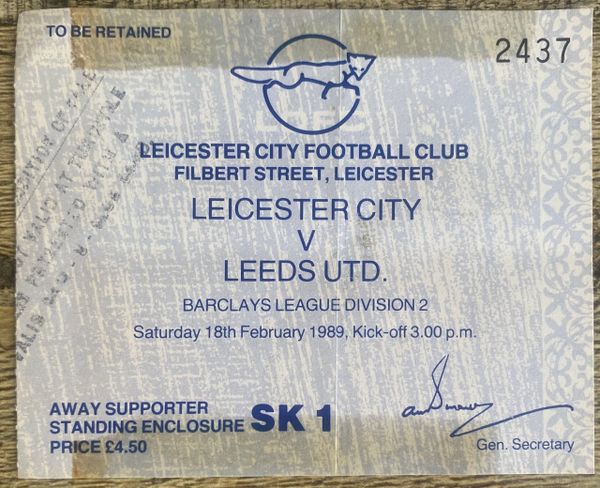 TO BE RETAINED
2437
LEICESTER CITY FOOTBALL CLUB
FILBERT STREET, LEICESTER
LEICESTER CITY
V
LEEDS UTD.
BARCLAYS LEAGUE DIVISION 2
Saturday 18th February 1989, Kick-off 3.00 p.m.
AWAY SUPPORTER
STANDING ENCLOSURE SK 1
PRICE £4.50
Gen. Secretary